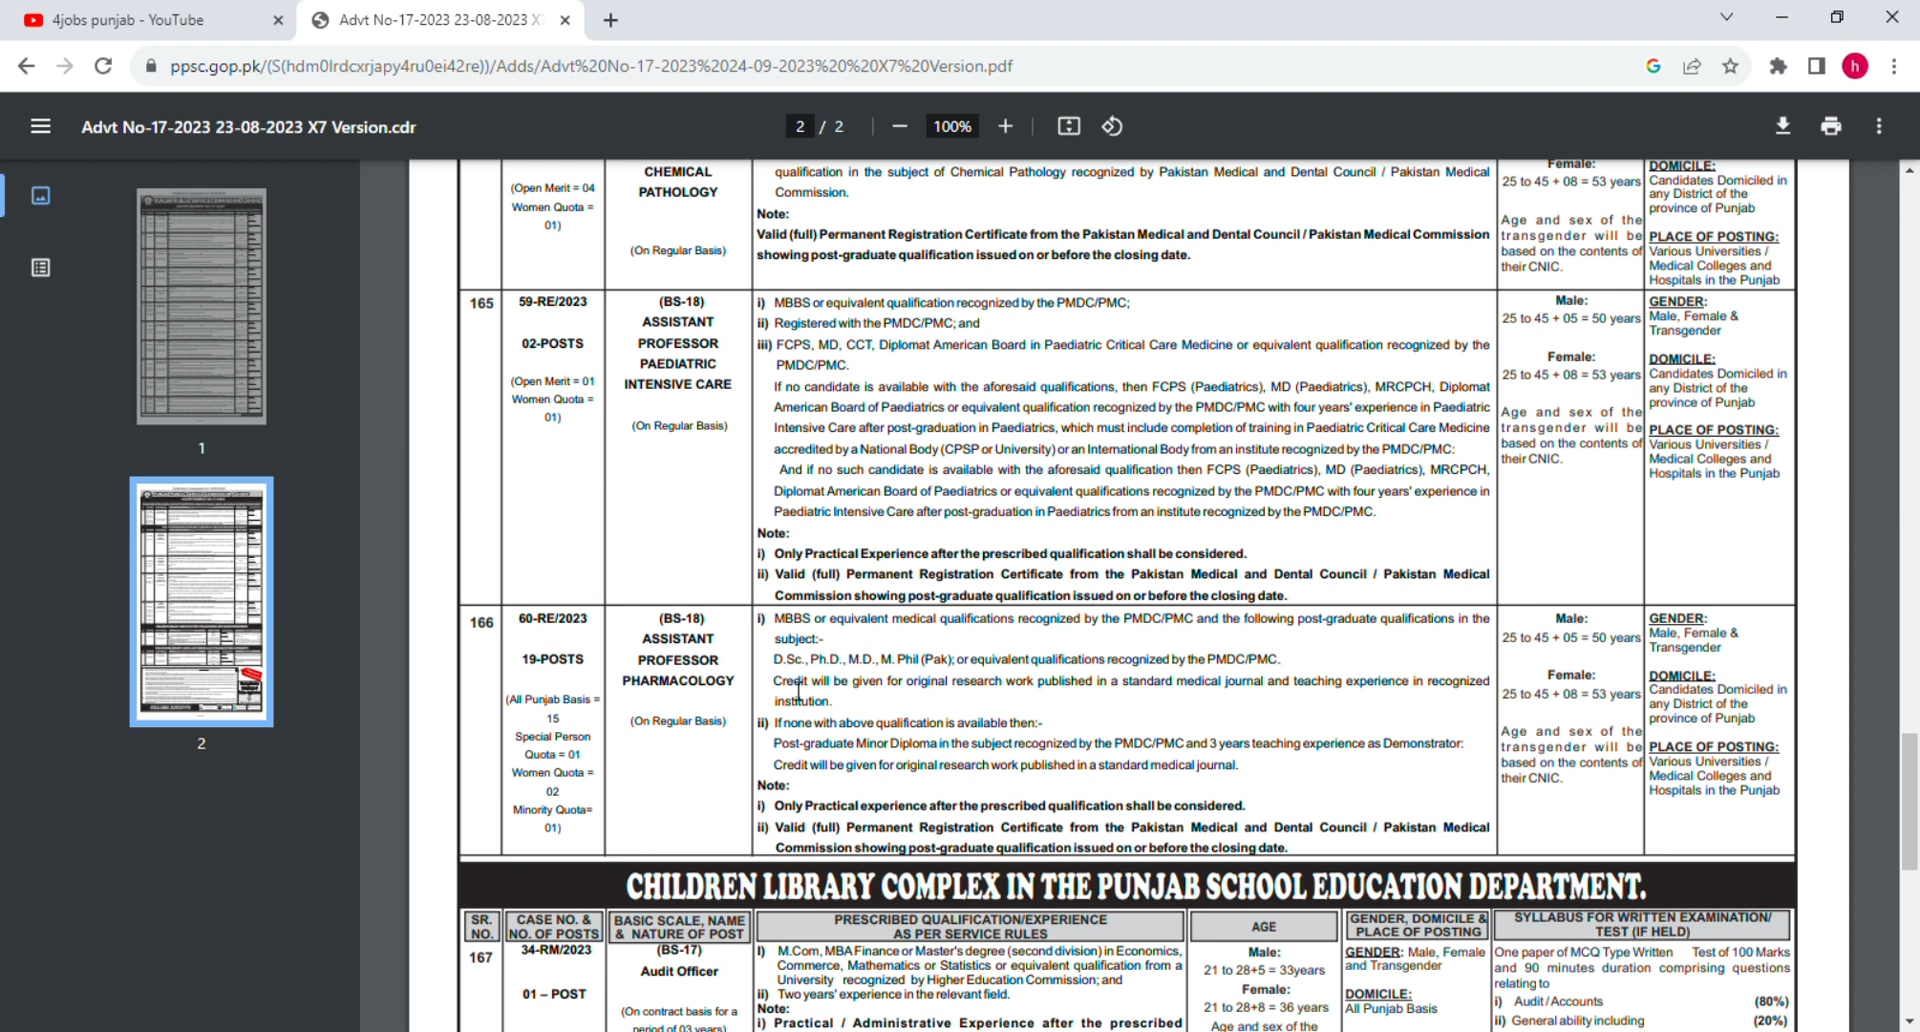 4jobs punjab - YouTube
Advt No-17-2023 23-08-2023 X7
ppsc.gop.pk/(S(hdm0lrdcxrjapy4ru0ei42re))/Adds/Advt%20No-17-2023%2024-09-2023%20%20X7%20Version.pdf
h
Advt No-17-2023 23-08-2023 X7 Version.cdr
2 / 2
100%
1
2
(Open Merit = 04
Women Quota =
01)
CHEMICAL
PATHOLOGY
(On Regular Basis)
qualification in the subject of Chemical Pathology recognized by Pakistan Medical and Dental Council / Pakistan Medical
Commission.
Note:
Valid (full) Permanent Registration Certificate from the Pakistan Medical and Dental Council / Pakistan Medical Commission
showing post-graduate qualification issued on or before the closing date.
Female:
25 to 45 + 08 = 53 years
Age and sex of the
transgender will be
based on the contents of
their CNIC.
DOMICILE:
Candidates Domiciled in
any District of the
province of Punjab
PLACE OF POSTING:
Various Universities /
Medical Colleges and
Hospitals in the Punjab
165
59-RE/2023
02-POSTS
(Open Merit = 01
Women Quota =
01)
(BS-18)
ASSISTANT
PROFESSOR
PAEDIATRIC
INTENSIVE CARE
(On Regular Basis)
i) MBBS or equivalent qualification recognized by the PMDC/PMC;
ii) Registered with the PMDC/PMC; and
iii) FCPS, MD, CCT, Diplomat American Board in Paediatric Critical Care Medicine or equivalent qualification recognized by the
PMDC/PMC.
If no candidate is available with the aforesaid qualifications, then FCPS (Paediatrics), MD (Paediatrics), MRCPCH, Diplomat
American Board of Paediatrics or equivalent qualification recognized by the PMDC/PMC with four years' experience in Paediatric
Intensive Care after post-graduation in Paediatrics, which must include completion of training in Paediatric Critical Care Medicine
accredited by a National Body (CPSP or University) or an International Body from an institute recognized by the PMDC/PMC:
And if no such candidate is available with the aforesaid qualification then FCPS (Paediatrics), MD (Paediatrics), MRCPCH,
Diplomat American Board of Paediatrics or equivalent qualifications recognized by the PMDC/PMC with four years' experience in
Paediatric Intensive Care after post-graduation in Paediatrics from an institute recognized by the PMDC/PMC.
Note:
i) Only Practical Experience after the prescribed qualification shall be considered.
ii) Valid (full) Permanent Registration Certificate from the Pakistan Medical and Dental Council / Pakistan Medical
Commission showing post-graduate qualification issued on or before the closing date.
Male:
25 to 45 + 05 = 50 years
Female:
25 to 45 + 08 = 53 years
Age and sex of the
transgender will be
based on the contents of
their CNIC.
GENDER:
Male, Female &
Transgender
DOMICILE:
Candidates Domiciled in
any District of the
province of Punjab
PLACE OF POSTING:
Various Universities /
Medical Colleges and
Hospitals in the Punjab
166
60-RE/2023
19-POSTS
(All Punjab Basis =
15
Special Person
Quota = 01
Women Quota =
02
Minority Quota=
01)
(BS-18)
ASSISTANT
PROFESSOR
PHARMACOLOGY
(On Regular Basis)
i) MBBS or equivalent medical qualifications recognized by the PMDC/PMC and the following post-graduate qualifications in the
subject:-
D.Sc., Ph.D., M.D., M. Phil (Pak); or equivalent qualifications recognized by the PMDC/PMC.
Credit will be given for original research work published in a standard medical journal and teaching experience in recognized
institution.
ii) If none with above qualification is available then:-
Post-graduate Minor Diploma in the subject recognized by the PMDC/PMC and 3 years teaching experience as Demonstrator:
Credit will be given for original research work published in a standard medical journal.
Note:
i) Only Practical experience after the prescribed qualification shall be considered.
ii) Valid (full) Permanent Registration Certificate from the Pakistan Medical and Dental Council / Pakistan Medical
Commission showing post-graduate qualification issued on or before the closing date.
Male:
25 to 45 + 05 = 50 years
Female:
25 to 45 + 08 = 53 years
Age and sex of the
transgender will be
based on the contents of
their CNIC.
GENDER:
Male, Female &
Transgender
DOMICILE:
Candidates Domiciled in
any District of the
province of Punjab
PLACE OF POSTING:
Various Universities /
Medical Colleges and
Hospitals in the Punjab
CHILDREN LIBRARY COMPLEX IN THE PUNJAB SCHOOL EDUCATION DEPARTMENT.
SR.
NO.
CASE NO. &
NO. OF POSTS
BASIC SCALE, NAME
& NATURE OF POST
PRESCRIBED QUALIFICATION/EXPERIENCE
AS PER SERVICE RULES
AGE
GENDER, DOMICILE &
PLACE OF POSTING
SYLLABUS FOR WRITTEN EXAMINATION/
TEST (IF HELD)
167
34-RM/2023
01 – POST
(BS-17)
Audit Officer
(On contract basis for a
period of 03 years)
i) M.Com, MBA Finance or Master's degree (second division) in Economics,
Commerce, Mathematics or Statistics or equivalent qualification from a
University recognized by Higher Education Commission; and
ii) Two years' experience in the relevant field.
Note:
i) Practical / Administrative Experience after the prescribed
Male:
21 to 28+5 = 33years
Female:
21 to 28+8 = 36 years
Age and sex of the
GENDER: Male, Female
and Transgender
DOMICILE:
All Punjab Basis
One paper of MCQ Type Written Test of 100 Marks
and 90 minutes duration comprising questions
relating to
i) Audit / Accounts (80%)
ii) General ability including (20%)